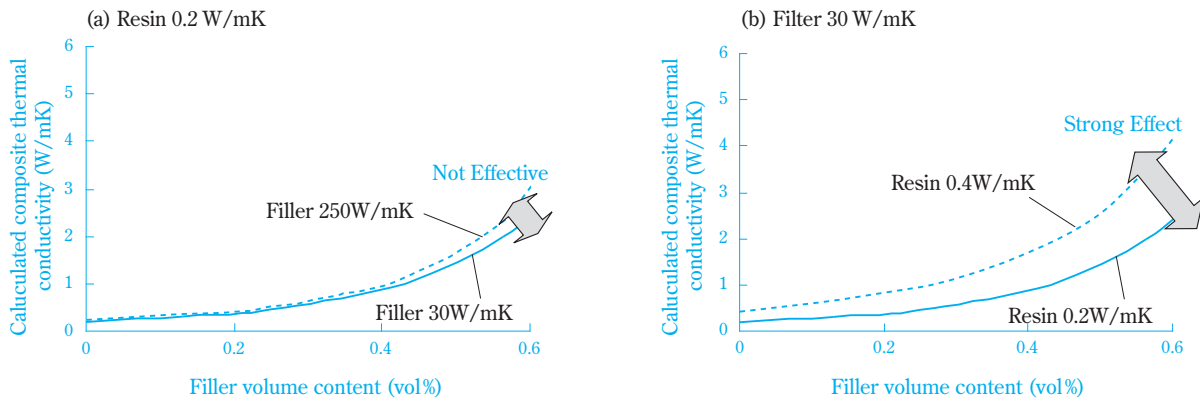 (a) Resin 0.2 W/mK
Caluculated composite thermal
conductivity (W/mK)
6
5
4
3
2
1
0
0
0.2
0.4
0.6
Not Effective
Filler 250W/mK
Filler 30W/mK
Filler volume content (vol%)
(b) Filter 30 W/mK
Caluculated composite thermal
conductivity (W/mK)
6
5
4
3
2
1
0
0
0.2
0.4
0.6
Strong Effect
Resin 0.4W/mK
Resin 0.2W/mK
Filler volume content (vol%)